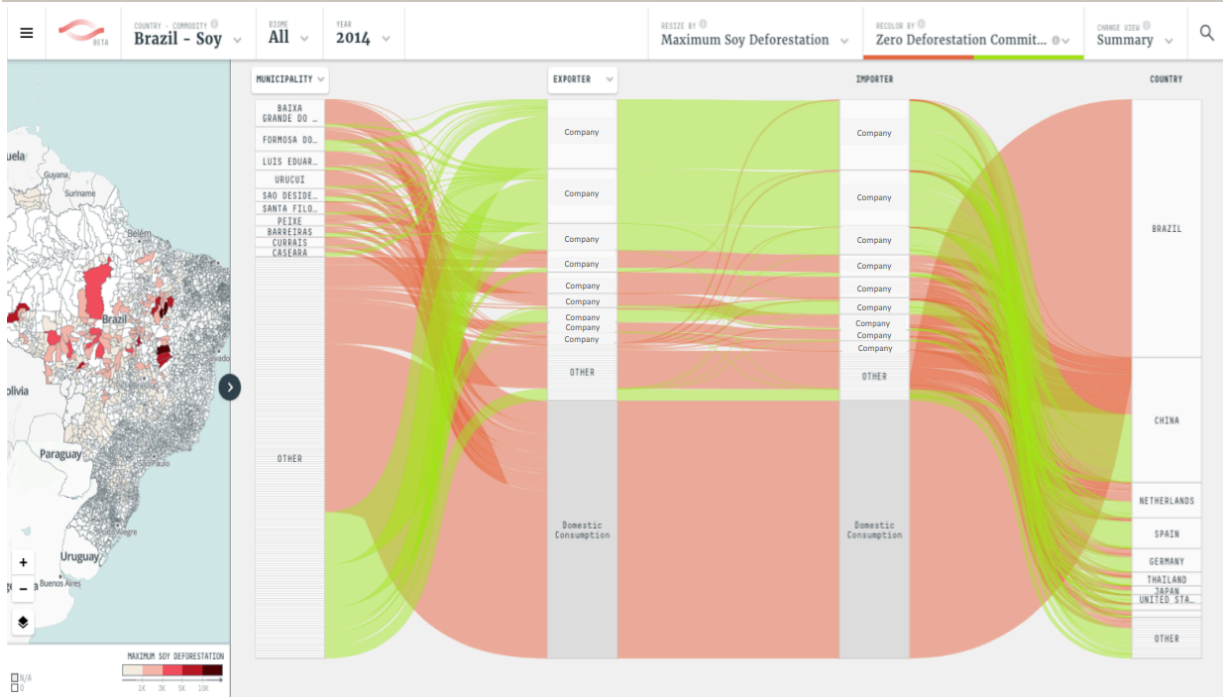 COUNTRY - COMMODITY
Brazil - Soy
BETA
BIOME
All
YEAR
2014
RESIZE BY
Maximum Soy Deforestation
RECOLOR BY
Zero Deforestation Commit...
CHANGE VIEW
Summary
MUNICIPALITY
EXPORTER
IMPORTER
COUNTRY
BAIXA
GRANDE DO …
FORMOSA DO…
LUIS EDUAR…
URUCUI
SAO DESIDE…
SANTA FILO…
PEIXE
BARREIRAS
CURRAIS
CASEARA
OTHER
Company
Company
Company
Company
Company
Company
Company
Company
Company
OTHER
Domestic
Consumption
Company
Company
Company
Company
Company
Company
Company
Company
Company
OTHER
Domestic
Consumption
BRAZIL
CHINA
NETHERLANDS
SPAIN
GERMANY
THAILAND
JAPAN
UNITED STA…
OTHER
uela
Guyana
Suriname
Belém
Brazil
olivia
Paraguay
Uruguay
Buenos Aires
+
−
MAXIMUM SOY DEFORESTATION
N/A
0
1K 3K 5K 10K